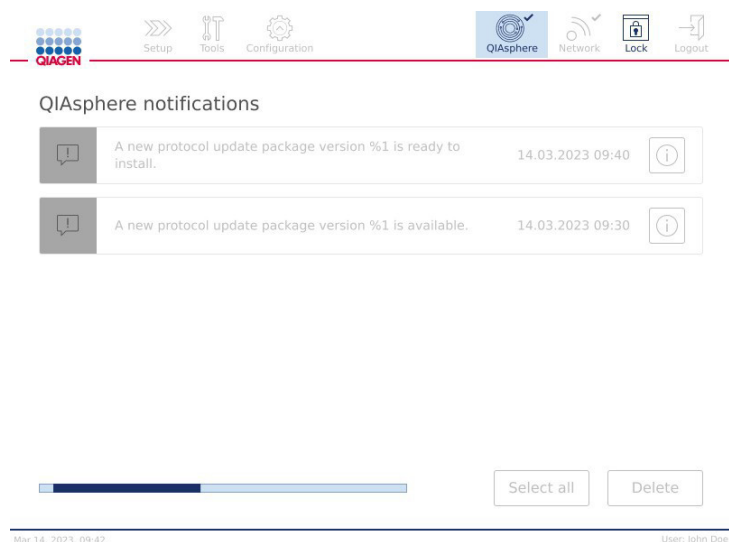 Setup
Tools
Configuration
QIAsphere
Network
Lock
Logout
QIAGEN
QIAsphere notifications
A new protocol update package version %1 is ready to
install.
14.03.2023 09:40
A new protocol update package version %1 is available.
14.03.2023 09:30
Select all
Delete
Mar 14, 2023, 09:42
User: John Doe